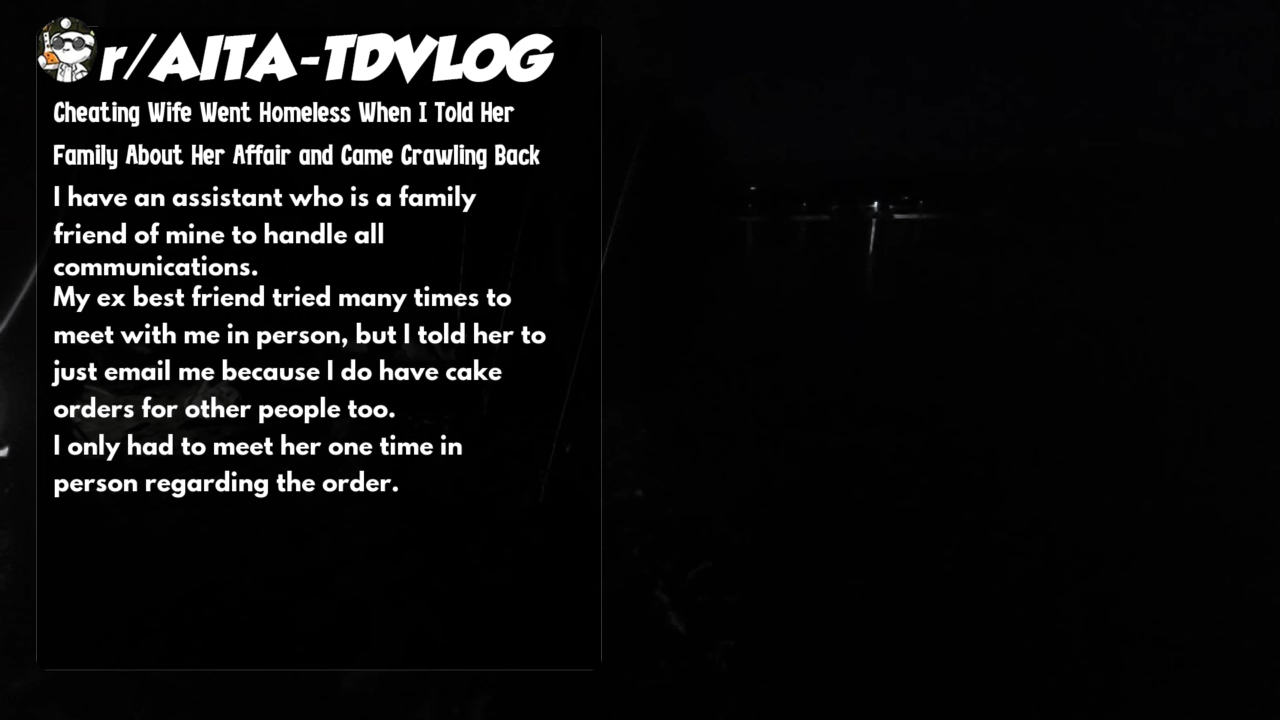 r/AITA-TDVLOG
Cheating Wife Went Homeless When I Told Her
Family About Her Affair and Came Crawling Back
I have an assistant who is a family
friend of mine to handle all
communications.
My ex best friend tried many times to
meet with me in person, but I told her to
just email me because I do have cake
orders for other people too.
I only had to meet her one time in
person regarding the order.